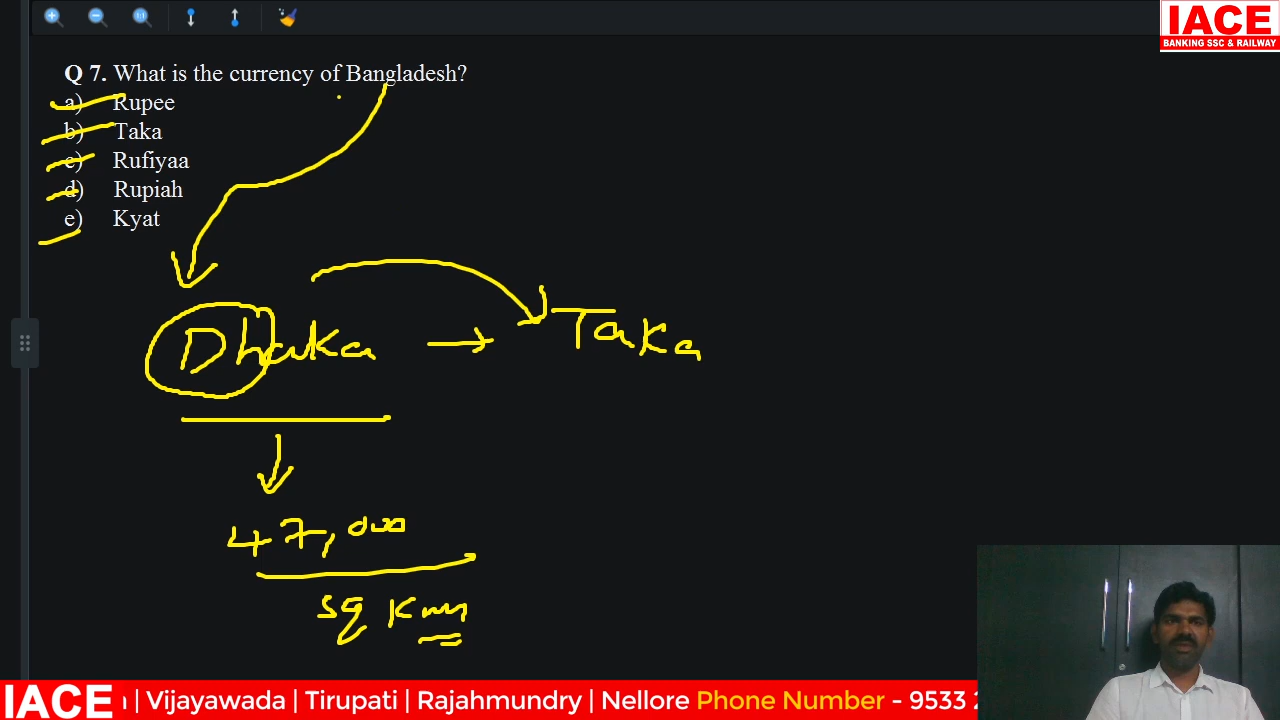 IACE
BANKING SSC & RAILWAY
Q 7. What is the currency of Bangladesh?
a) Rupee
b) Taka
c) Rufiyaa
d) Rupiah
e) Kyat
Dhaka → Taka
47,000
sq Km
IACE | Vijayawada | Tirupati | Rajahmundry | Nellore Phone Number - 9533